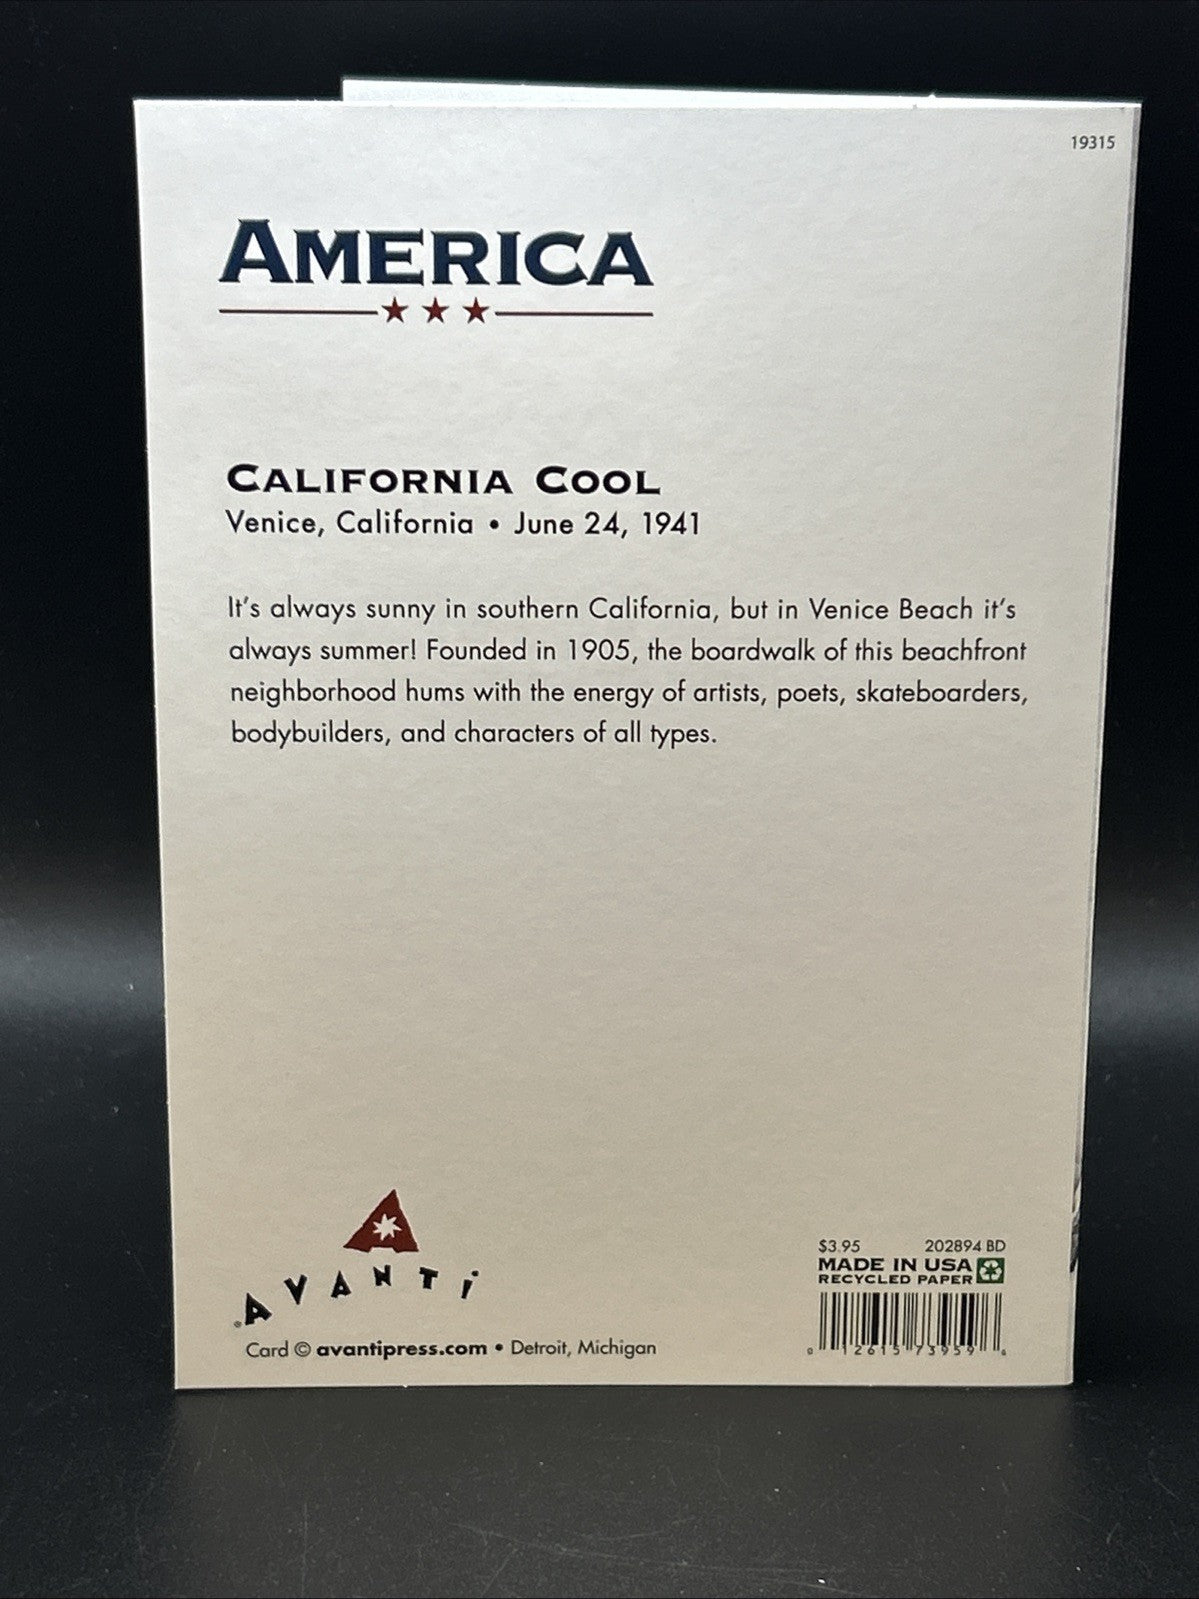 19315
AMERICA
CALIFORNIA COOL
Venice, California • June 24, 1941
It's always sunny in southern California, but in Venice Beach it's
always summer! Founded in 1905, the boardwalk of this beachfront
neighborhood hums with the energy of artists, poets, skateboarders,
bodybuilders, and characters of all types.
AVANTI
Card © avantipress.com • Detroit, Michigan
$3.95 202894 BD
MADE IN USA
RECYCLED PAPER
0 12615 73959